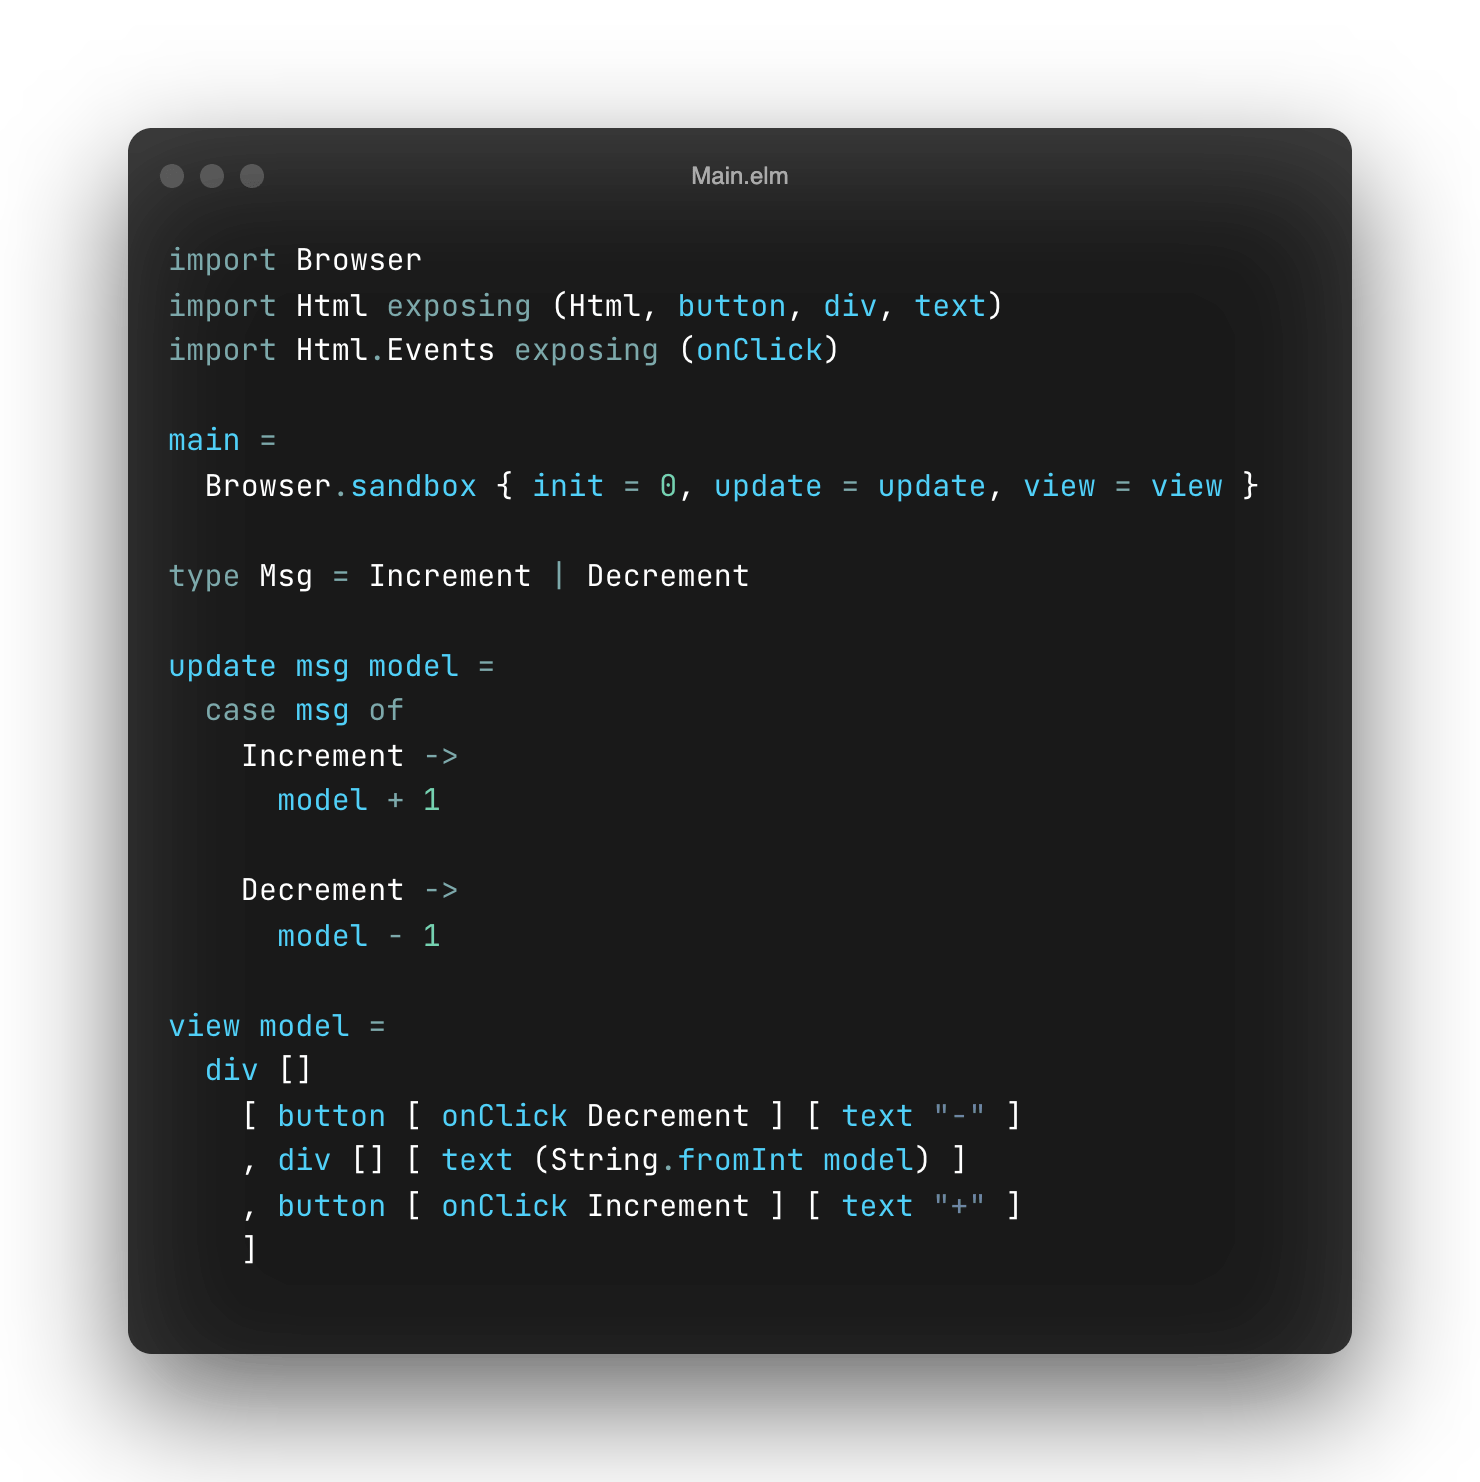 Main.elm
import Browser
import Html exposing (Html, button, div, text)
import Html.Events exposing (onClick)

main =
  Browser.sandbox { init = 0, update = update, view = view }

type Msg = Increment | Decrement

update msg model =
  case msg of
    Increment ->
      model + 1

    Decrement ->
      model - 1

view model =
  div []
    [ button [ onClick Decrement ] [ text "-" ]
    , div [] [ text (String.fromInt model) ]
    , button [ onClick Increment ] [ text "+" ]
    ]